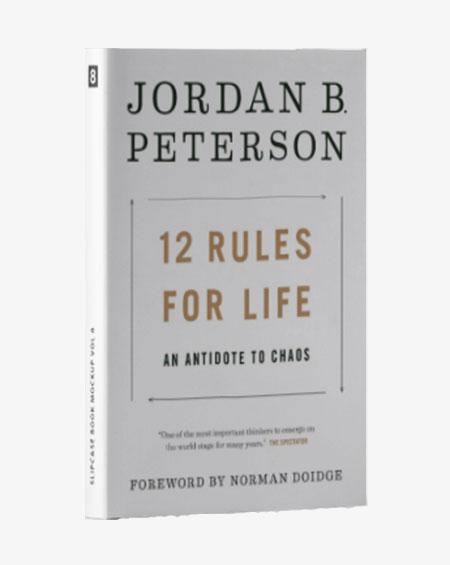 8
SLIPCASE BOOK MOCKUP VOL 4
JORDAN B.
PETERSON
12 RULES
FOR LIFE
AN ANTIDOTE TO CHAOS
"One of the most important thinkers to emerge on
the world stage for many years." THE SPECTATOR
FOREWORD BY NORMAN DOIDGE